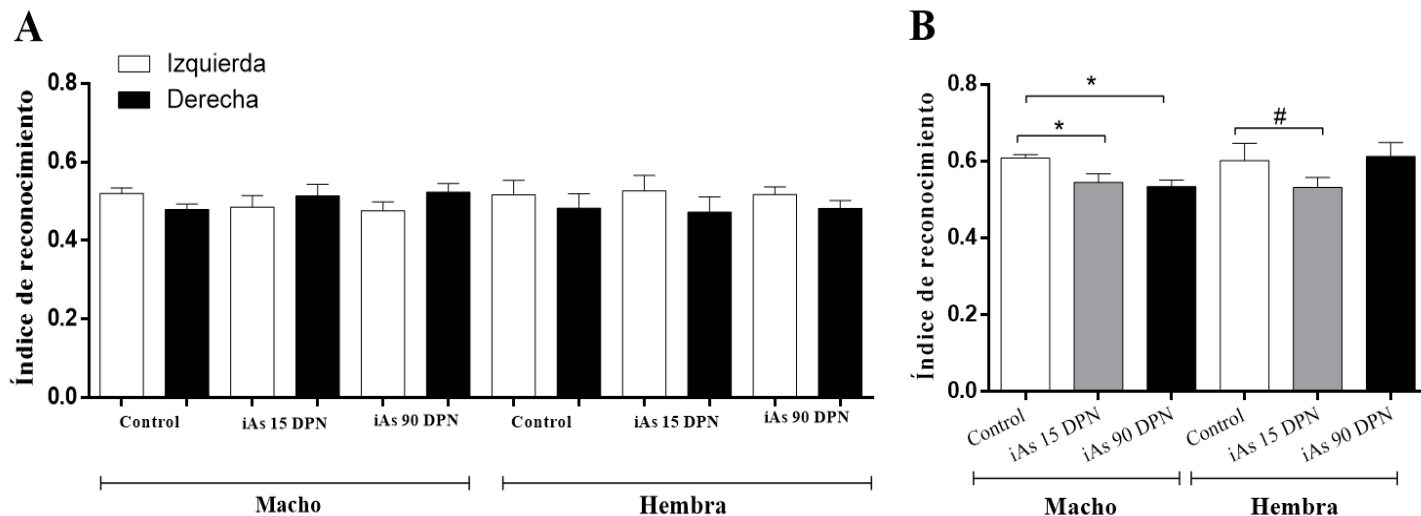 A
Izquierda
Derecha
Índice de reconocimiento
0.8
0.6
0.4
0.2
0.0
Control
iAs 15 DPN
iAs 90 DPN
Control
iAs 15 DPN
iAs 90 DPN
Macho
Hembra
B
Índice de reconocimiento
0.8
0.6
0.4
0.2
0.0
*
*
#
Control
iAs 15 DPN
iAs 90 DPN
Control
iAs 15 DPN
iAs 90 DPN
Macho
Hembra